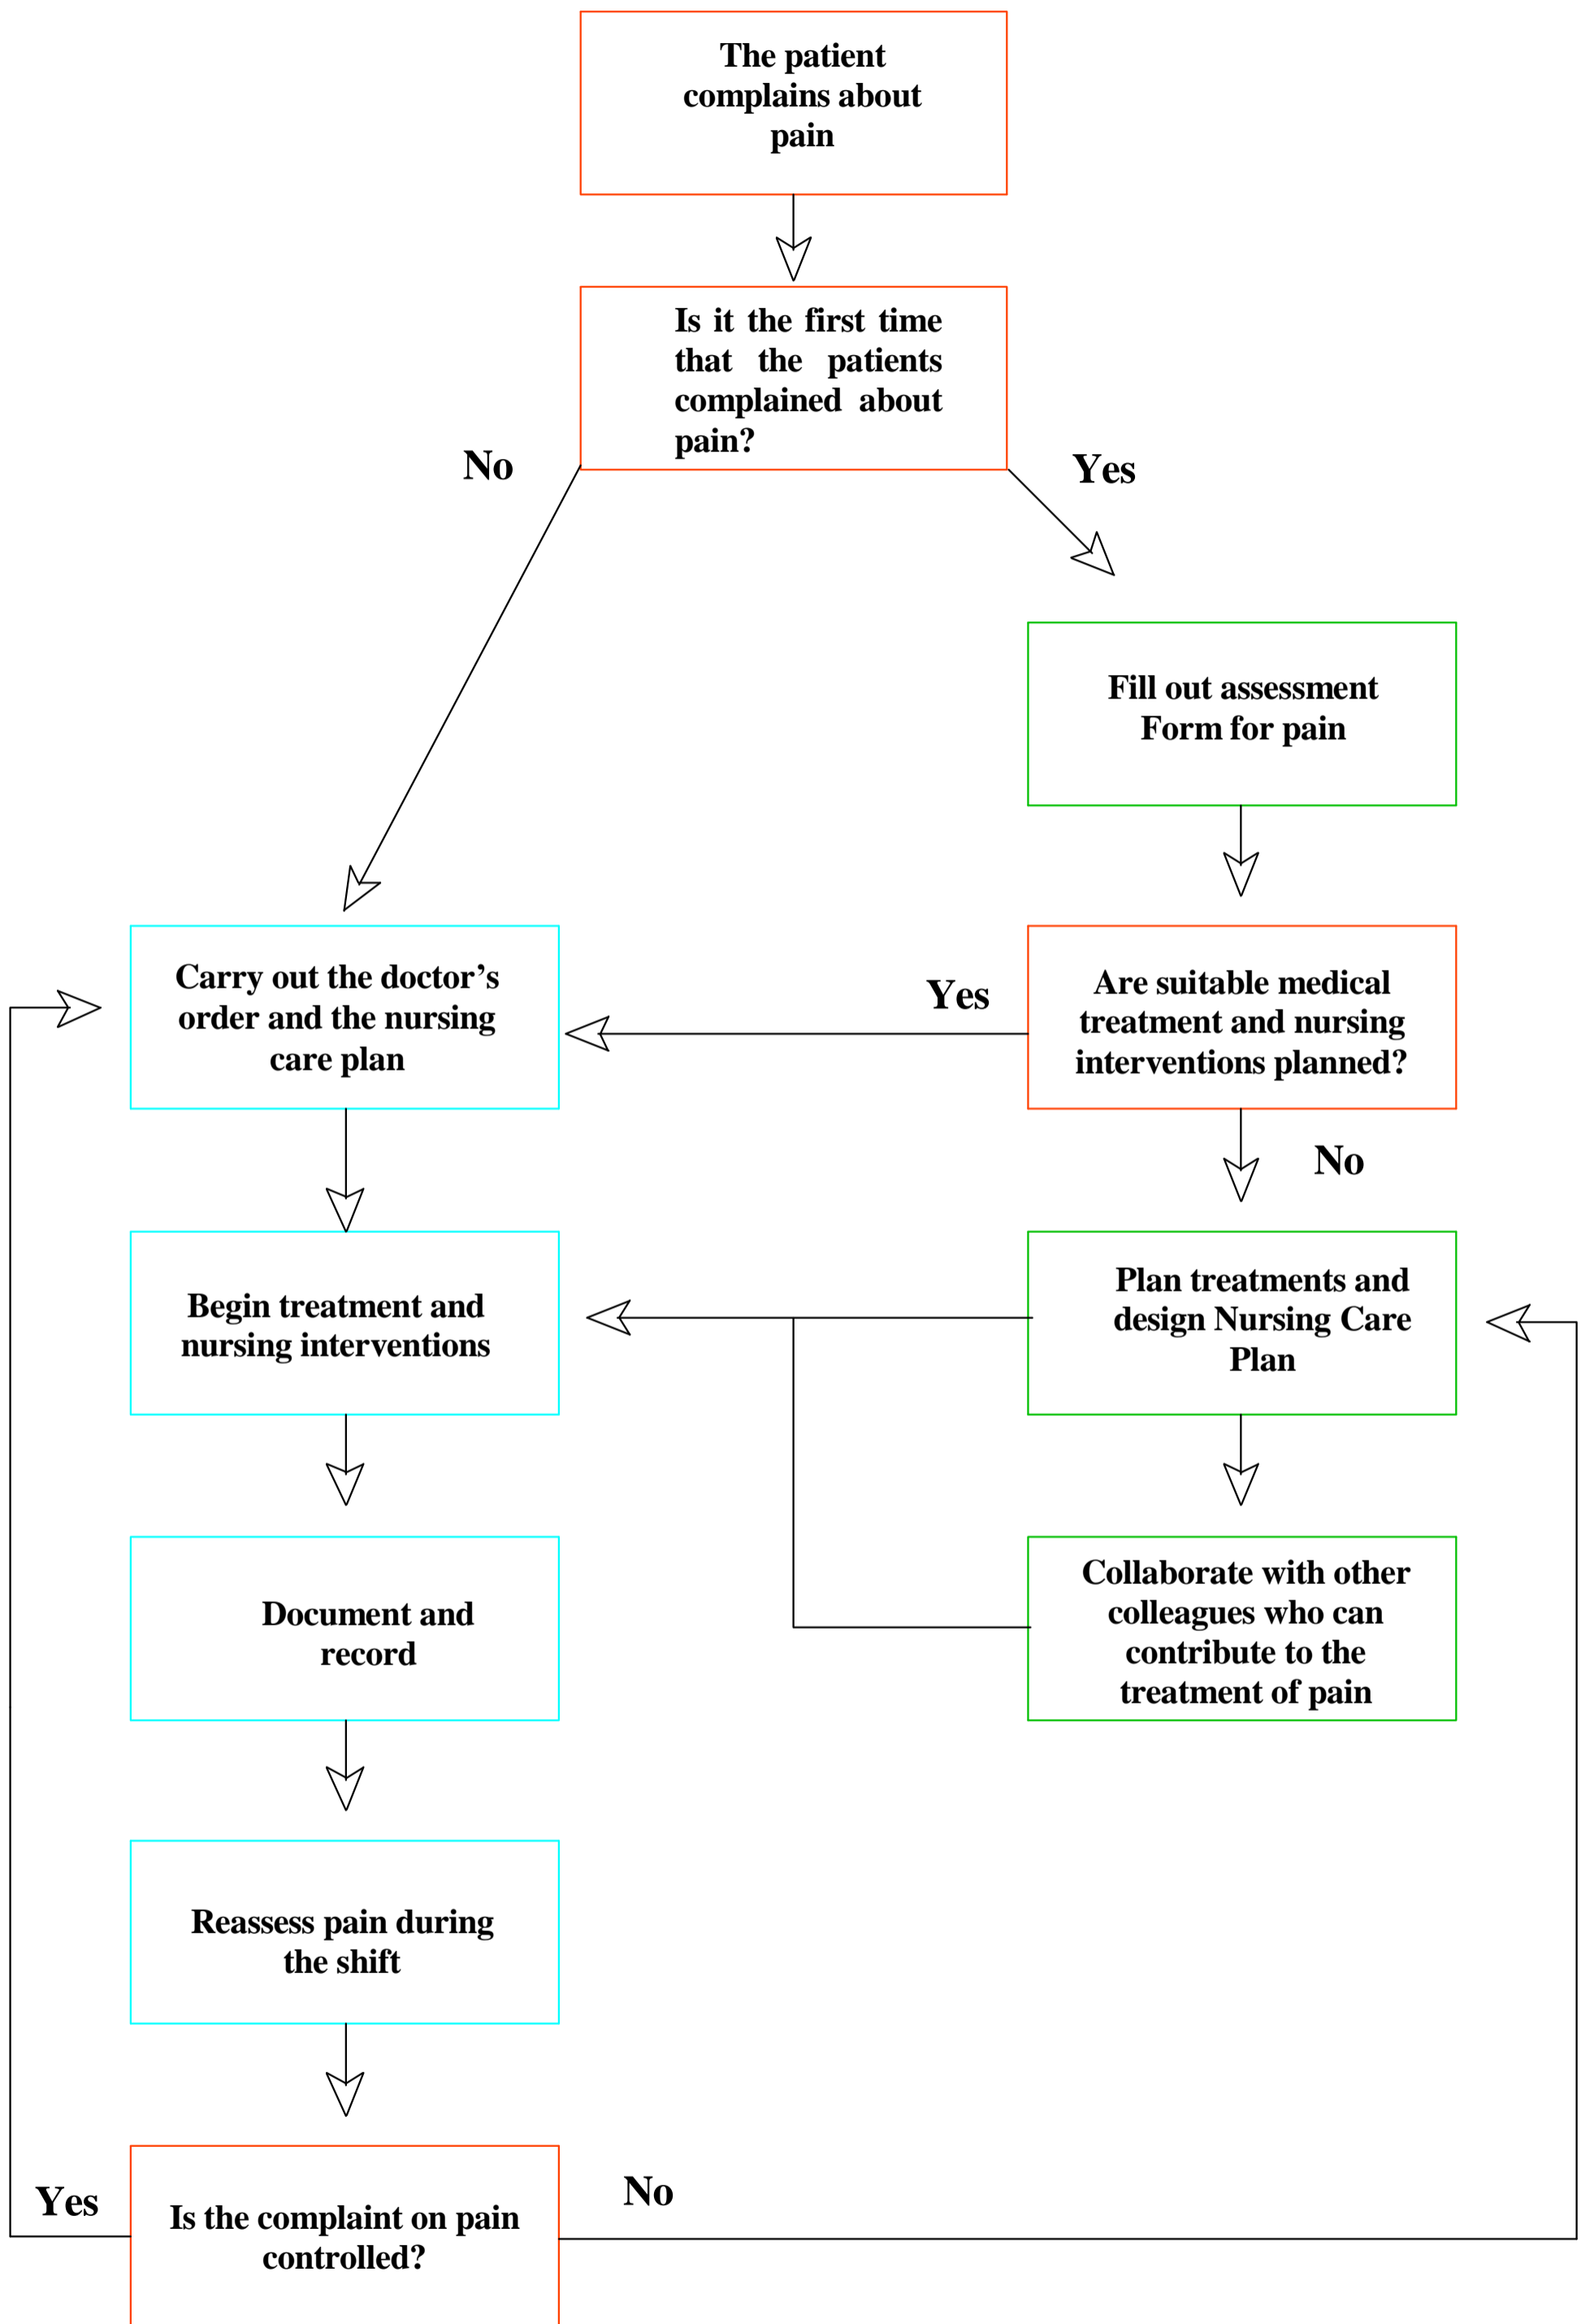 The patient
complains about
pain
Is it the first time
that the patients
complained about
pain?
No
Yes
Fill out assessment
Form for pain
Carry out the doctor’s
order and the nursing
care plan
Yes
Are suitable medical
treatment and nursing
interventions planned?
No
Begin treatment and
nursing interventions
Plan treatments and
design Nursing Care
Plan
Document and
record
Collaborate with other
colleagues who can
contribute to the
treatment of pain
Reassess pain during
the shift
Yes
Is the complaint on pain
controlled?
No